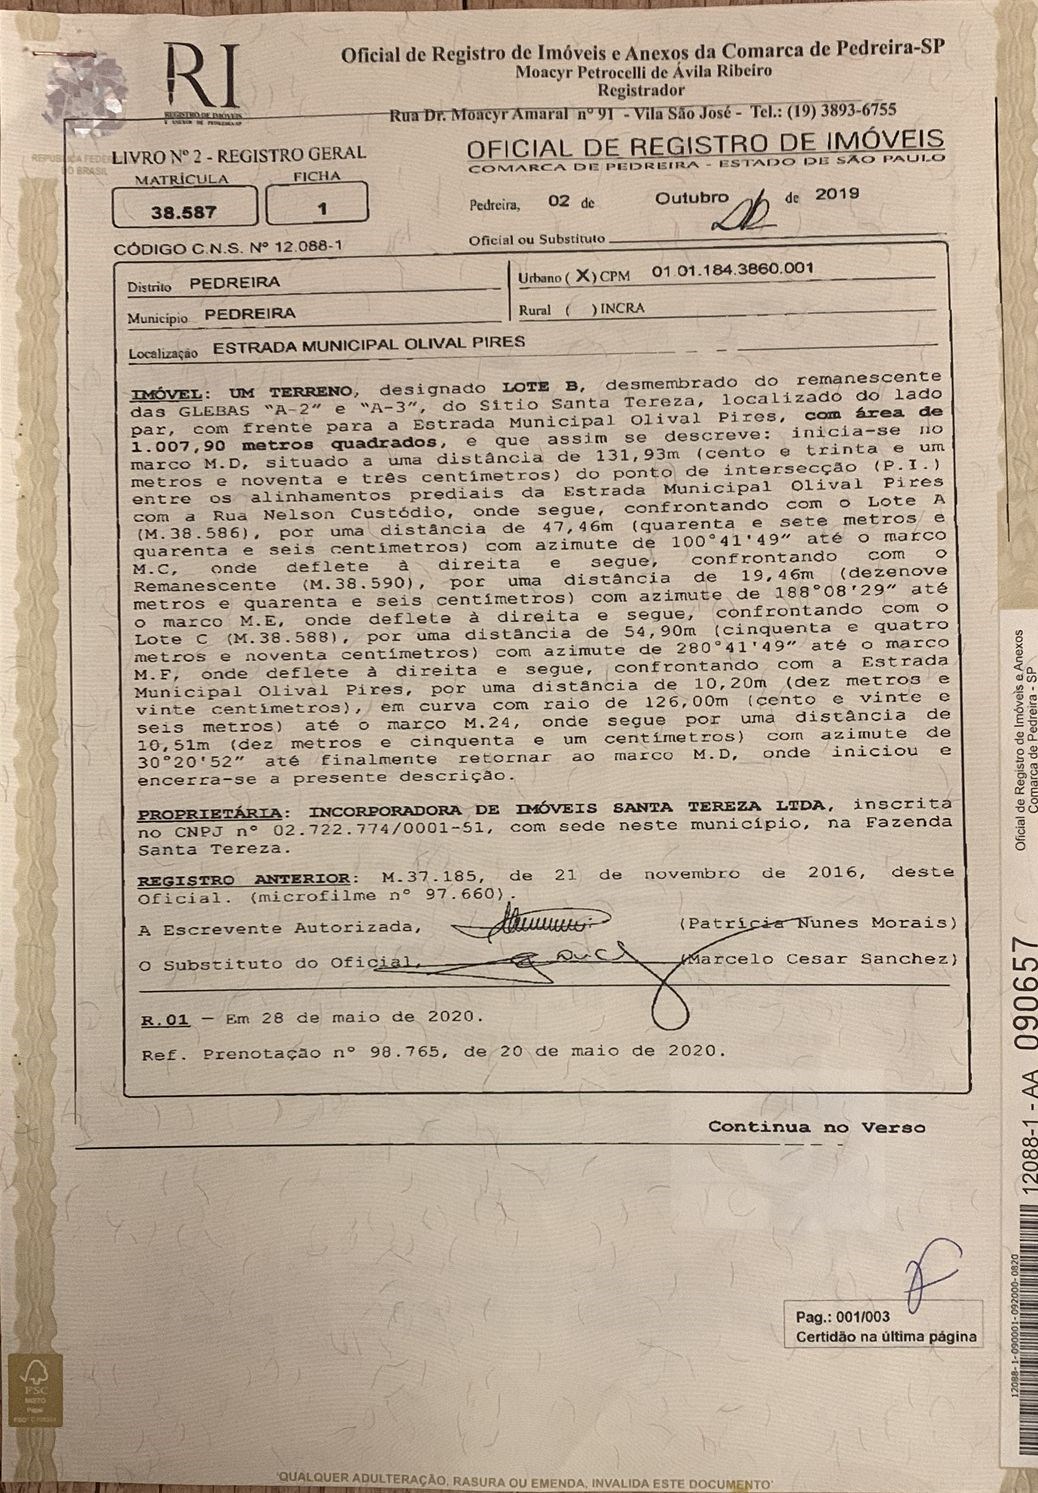 RI
REGISTRO DE IMÓVEIS
E ANEXOS DA COMARCA DE PEDREIRA-SP
Oficial de Registro de Imóveis e Anexos da Comarca de Pedreira-SP
Moacyr Petrocelli de Ávila Ribeiro
Registrador
Rua Dr. Moacyr Amaral nº 91 - Vila São José - Tel.: (19) 3893-6755
LIVRO Nº 2 - REGISTRO GERAL
OFICIAL DE REGISTRO DE IMÓVEIS
COMARCA DE PEDREIRA - ESTADO DE SÃO PAULO
MATRÍCULA
FICHA
38.587
1
Pedreira, 02 de Outubro de 2019
CÓDIGO C.N.S. Nº 12.088-1
Oficial ou Substituto
Distrito PEDREIRA
Urbano ( X ) CPM 01.01.184.3860.001
Município PEDREIRA
Rural ( ) INCRA
Localização ESTRADA MUNICIPAL OLIVAL PIRES
IMÓVEL: UM TERRENO, designado LOTE B, desmembrado do remanescente
das GLEBAS "A-2" e "A-3", do Sítio Santa Tereza, localizado do lado
par, com frente para a Estrada Municipal Olival Pires, com área de
1.007,90 metros quadrados, e que assim se descreve: inicia-se no
marco M.D, situado a uma distância de 131,93m (cento e trinta e um
metros e noventa e três centímetros) do ponto de intersecção (P.I.)
entre os alinhamentos prediais da Estrada Municipal Olival Pires
com a Rua Nelson Custódio, onde segue, confrontando com o Lote A
(M.38.586), por uma distância de 47,46m (quarenta e sete metros e
quarenta e seis centímetros) com azimute de 100°41'49" até o marco
M.C, onde deflete à direita e segue, confrontando com o
Remanescente (M.38.590), por uma distância de 19,46m (dezenove
metros e quarenta e seis centímetros) com azimute de 188°08'29" até
o marco M.E, onde deflete à direita e segue, confrontando com o
Lote C (M.38.588), por uma distância de 54,90m (cinquenta e quatro
metros e noventa centímetros) com azimute de 280°41'49" até o marco
M.F, onde deflete à direita e segue, confrontando com a Estrada
Municipal Olival Pires, por uma distância de 10,20m (dez metros e
vinte centímetros), em curva com raio de 126,00m (cento e vinte e
seis metros) até o marco M.24, onde segue por uma distância de
10,51m (dez metros e cinquenta e um centímetros) com azimute de
30°20'52" até finalmente retornar ao marco M.D, onde iniciou e
encerra-se a presente descrição.
PROPRIETÁRIA: INCORPORADORA DE IMÓVEIS SANTA TEREZA LTDA, inscrita
no CNPJ nº 02.722.774/0001-51, com sede neste município, na Fazenda
Santa Tereza.
REGISTRO ANTERIOR: M.37.185, de 21 de novembro de 2016, deste
Oficial. (microfilme nº 97.660).
A Escrevente Autorizada, (Patrícia Nunes Morais)
O Substituto do Oficial, (Marcelo Cesar Sanchez)
R.01 – Em 28 de maio de 2020.
Ref. Prenotação nº 98.765, de 20 de maio de 2020.
Continua no Verso
Pag.: 001/003
Certidão na última página
Oficial de Registro de Imóveis e Anexos
Comarca de Pedreira - SP
12088-1 - AA 090657
12088-1-090001-092000-0820
FSC
MISTO
Papel
'QUALQUER ADULTERAÇÃO, RASURA OU EMENDA, INVALIDA ESTE DOCUMENTO'